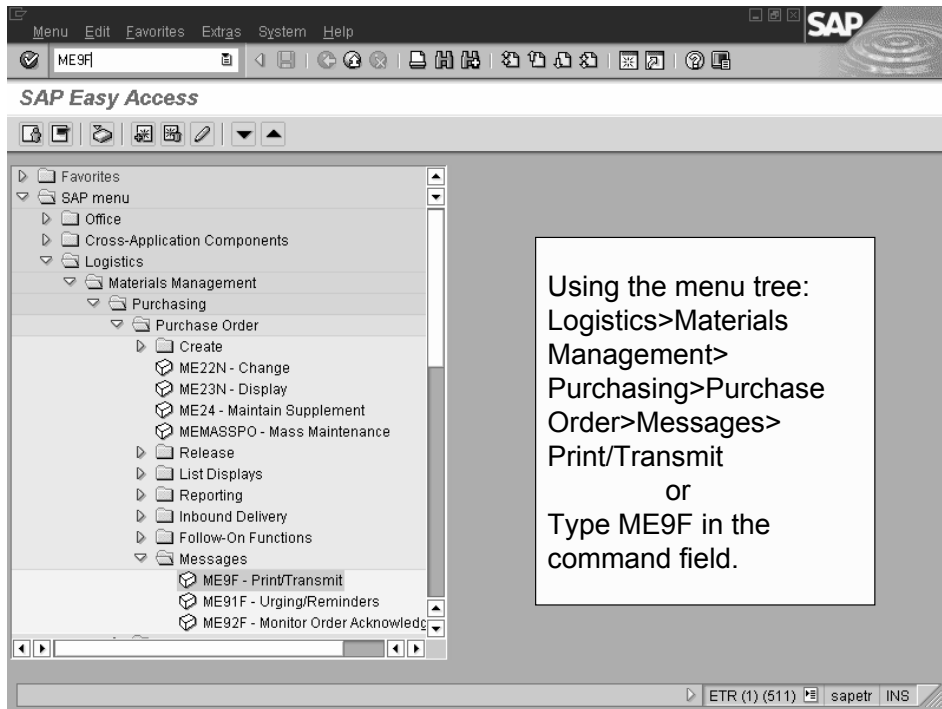 Menu Edit Favorites Extras System Help
SAP
ME9F
SAP Easy Access
Favorites
SAP menu
Office
Cross-Application Components
Logistics
Materials Management
Purchasing
Purchase Order
Create
ME22N - Change
ME23N - Display
ME24 - Maintain Supplement
MEMASSPO - Mass Maintenance
Release
List Displays
Reporting
Inbound Delivery
Follow-On Functions
Messages
ME9F - Print/Transmit
ME91F - Urging/Reminders
ME92F - Monitor Order Acknowledg
Using the menu tree:
Logistics>Materials
Management>
Purchasing>Purchase
Order>Messages>
Print/Transmit
or
Type ME9F in the
command field.
ETR (1) (511) sapetr INS